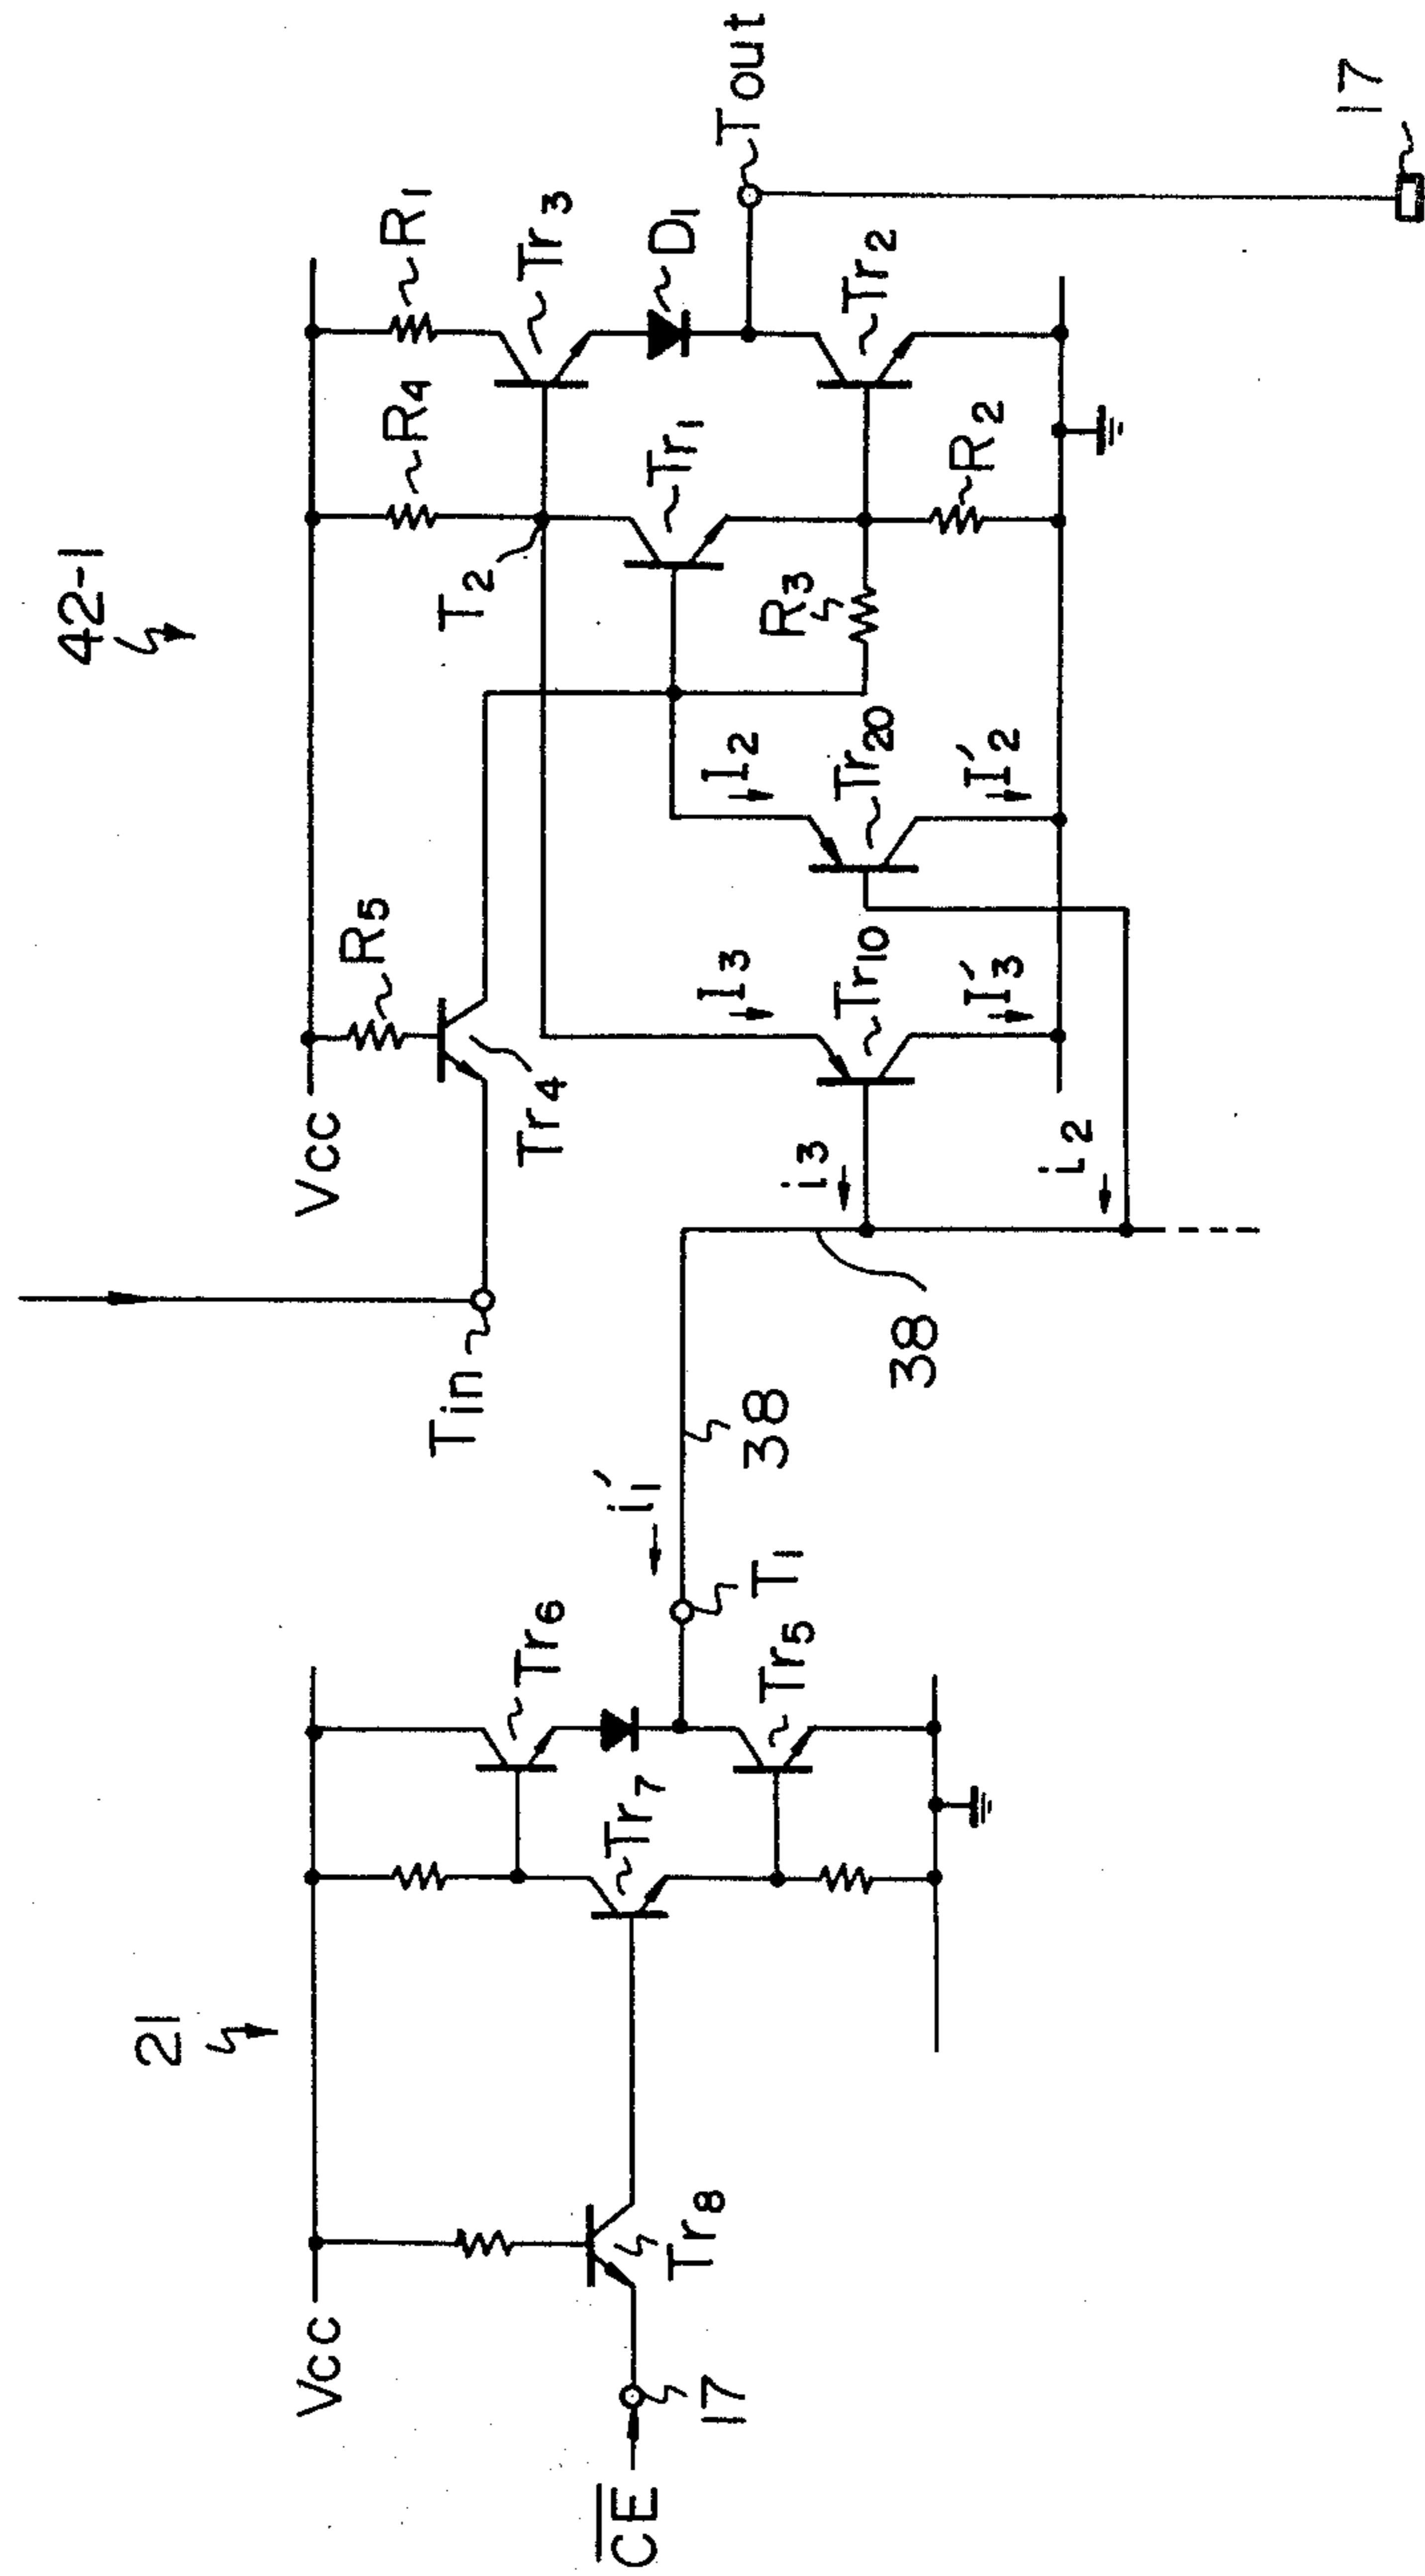 42-1
21
Vcc
Vcc
R5
R4
R1
T2
Tr3
Tr4
Tr1
D1
Tout
Tin
R3
I2
I3
Tr20
Tr10
Tr2
R2
I'2
I'3
i3
i2
38
38
i1'
T1
Tr6
Tr7
Tr5
Tr8
17
CE
17